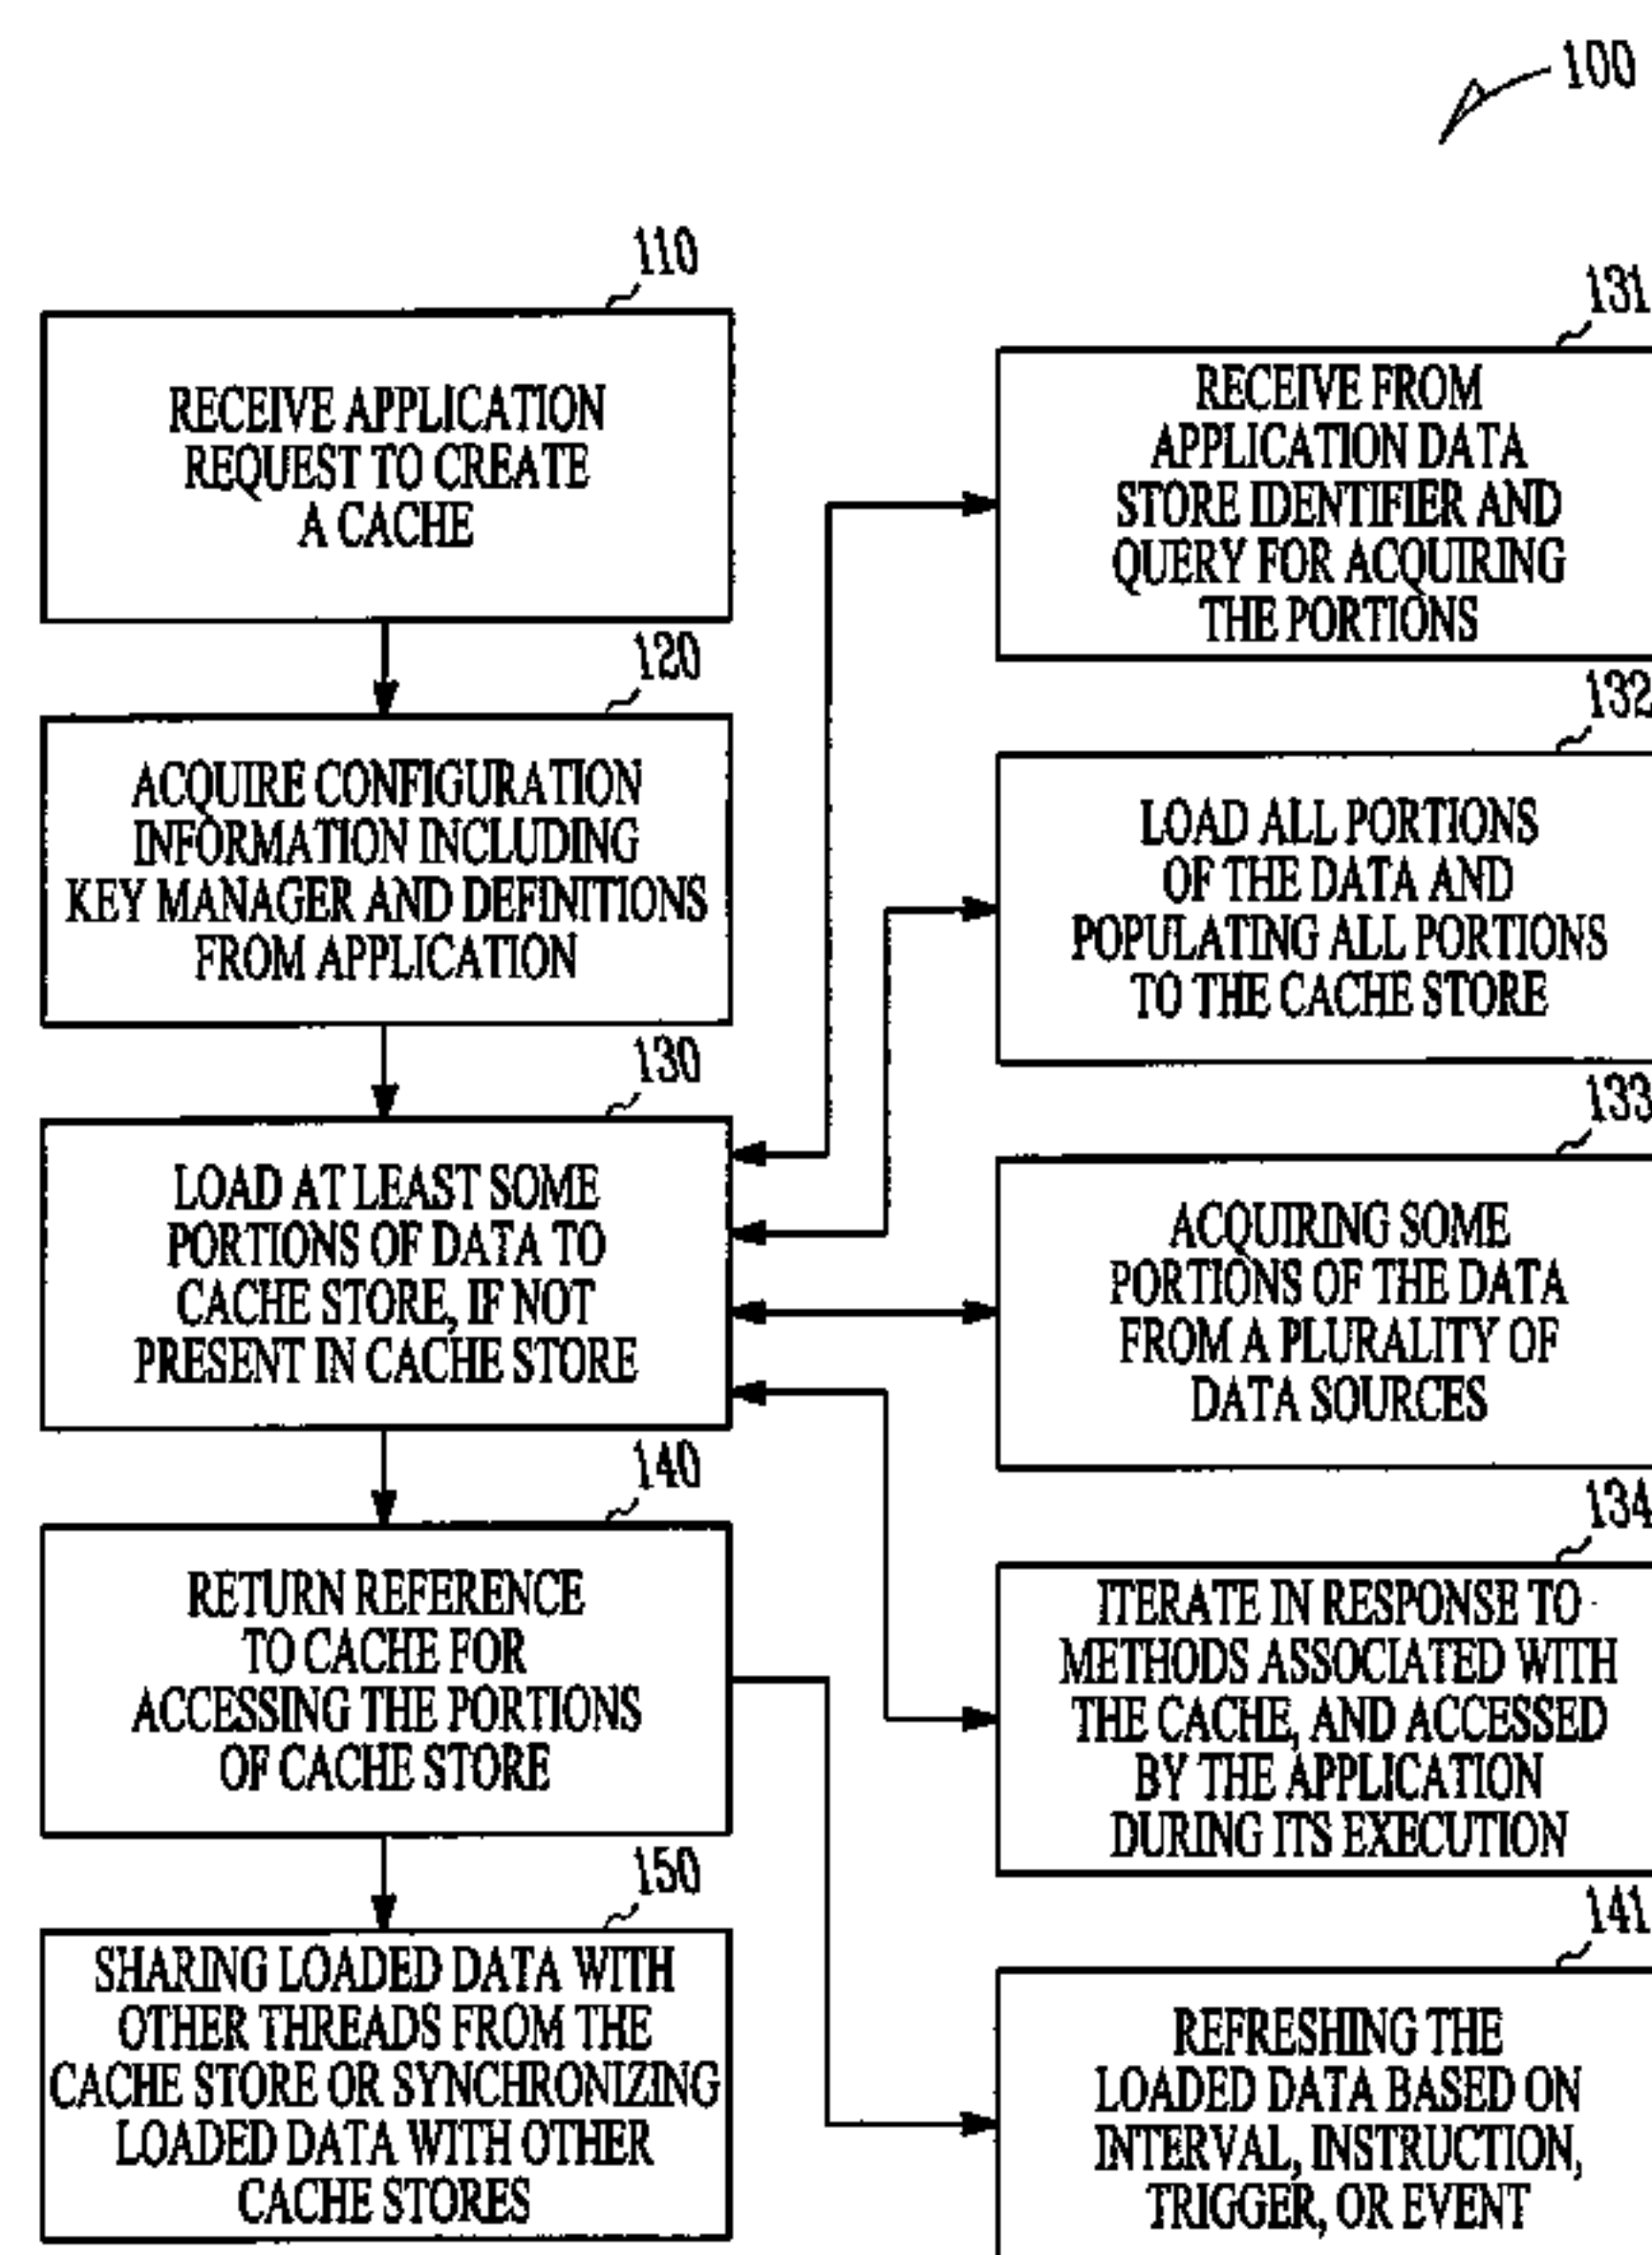 100
110
RECEIVE APPLICATION
REQUEST TO CREATE
A CACHE
120
ACQUIRE CONFIGURATION
INFORMATION INCLUDING
KEY MANAGER AND DEFINITIONS
FROM APPLICATION
130
LOAD AT LEAST SOME
PORTIONS OF DATA TO
CACHE STORE, IF NOT
PRESENT IN CACHE STORE
140
RETURN REFERENCE
TO CACHE FOR
ACCESSING THE PORTIONS
OF CACHE STORE
150
SHARING LOADED DATA WITH
OTHER THREADS FROM THE
CACHE STORE OR SYNCHRONIZING
LOADED DATA WITH OTHER
CACHE STORES
131
RECEIVE FROM
APPLICATION DATA
STORE IDENTIFIER AND
QUERY FOR ACQUIRING
THE PORTIONS
132
LOAD ALL PORTIONS
OF THE DATA AND
POPULATING ALL PORTIONS
TO THE CACHE STORE
133
ACQUIRING SOME
PORTIONS OF THE DATA
FROM A PLURALITY OF
DATA SOURCES
134
ITERATE IN RESPONSE TO
METHODS ASSOCIATED WITH
THE CACHE, AND ACCESSED
BY THE APPLICATION
DURING ITS EXECUTION
141
REFRESHING THE
LOADED DATA BASED ON
INTERVAL, INSTRUCTION,
TRIGGER, OR EVENT